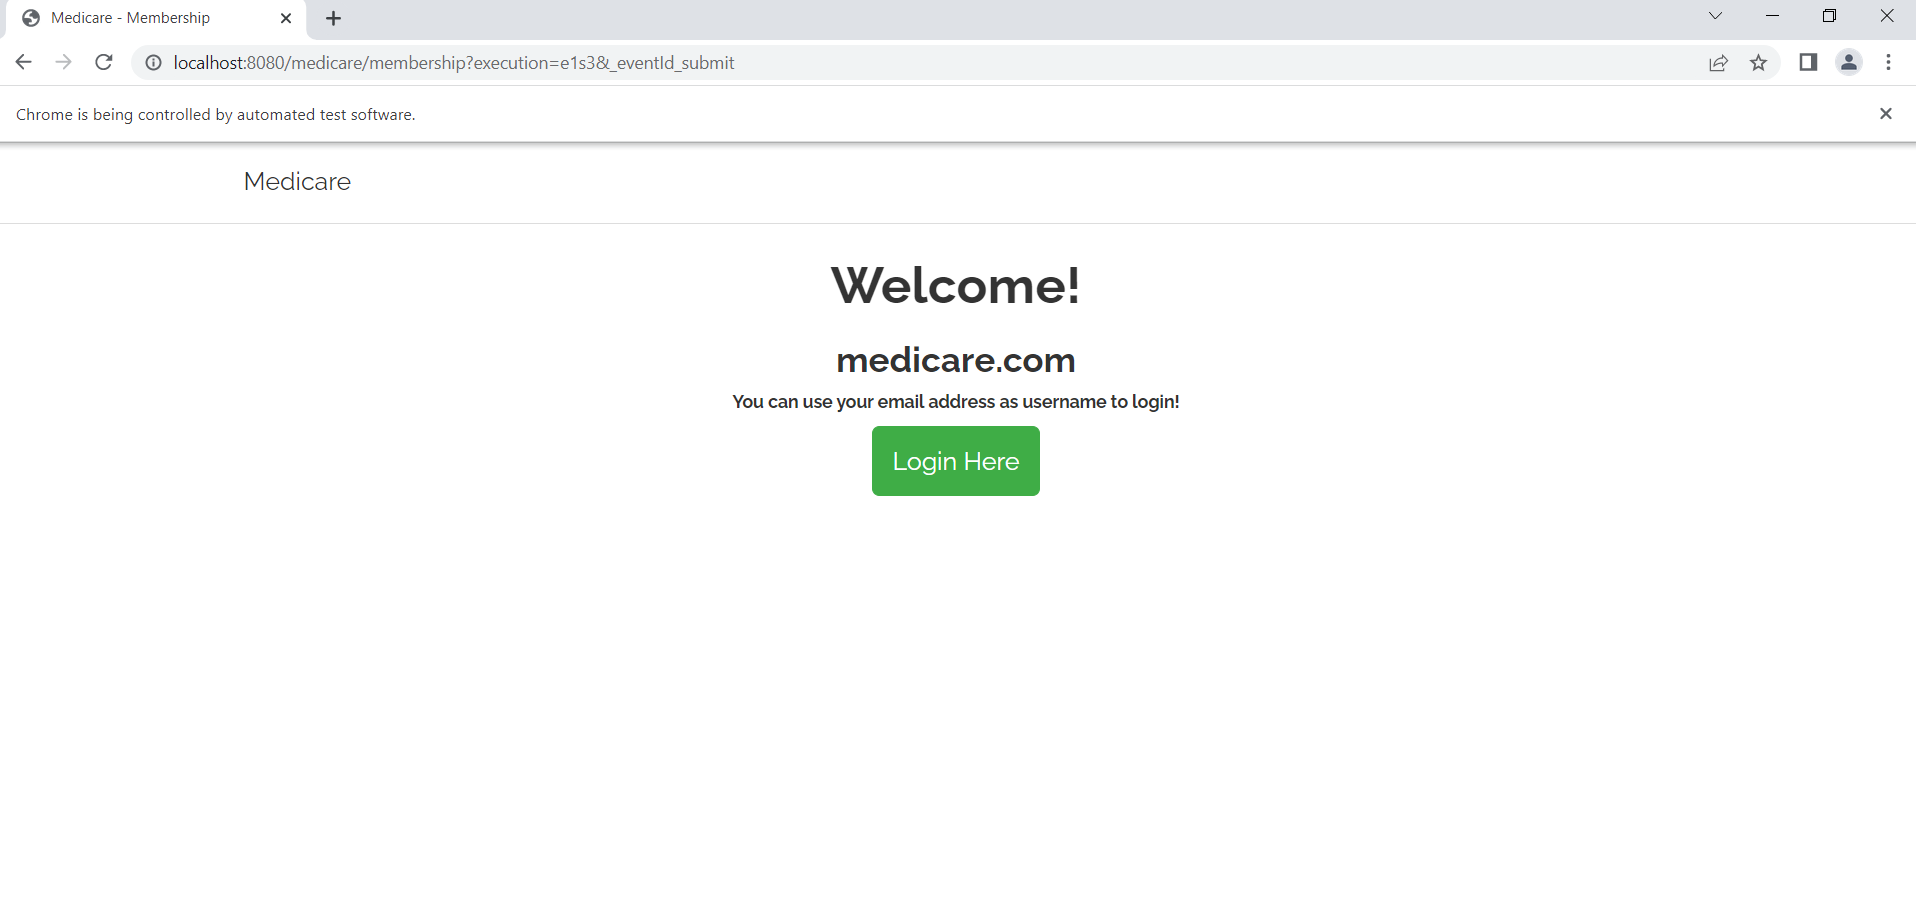 Medicare - Membership
localhost:8080/medicare/membership?execution=e1s3&_eventId_submit
Chrome is being controlled by automated test software.
Medicare
Welcome!
medicare.com
You can use your email address as username to login!
Login Here